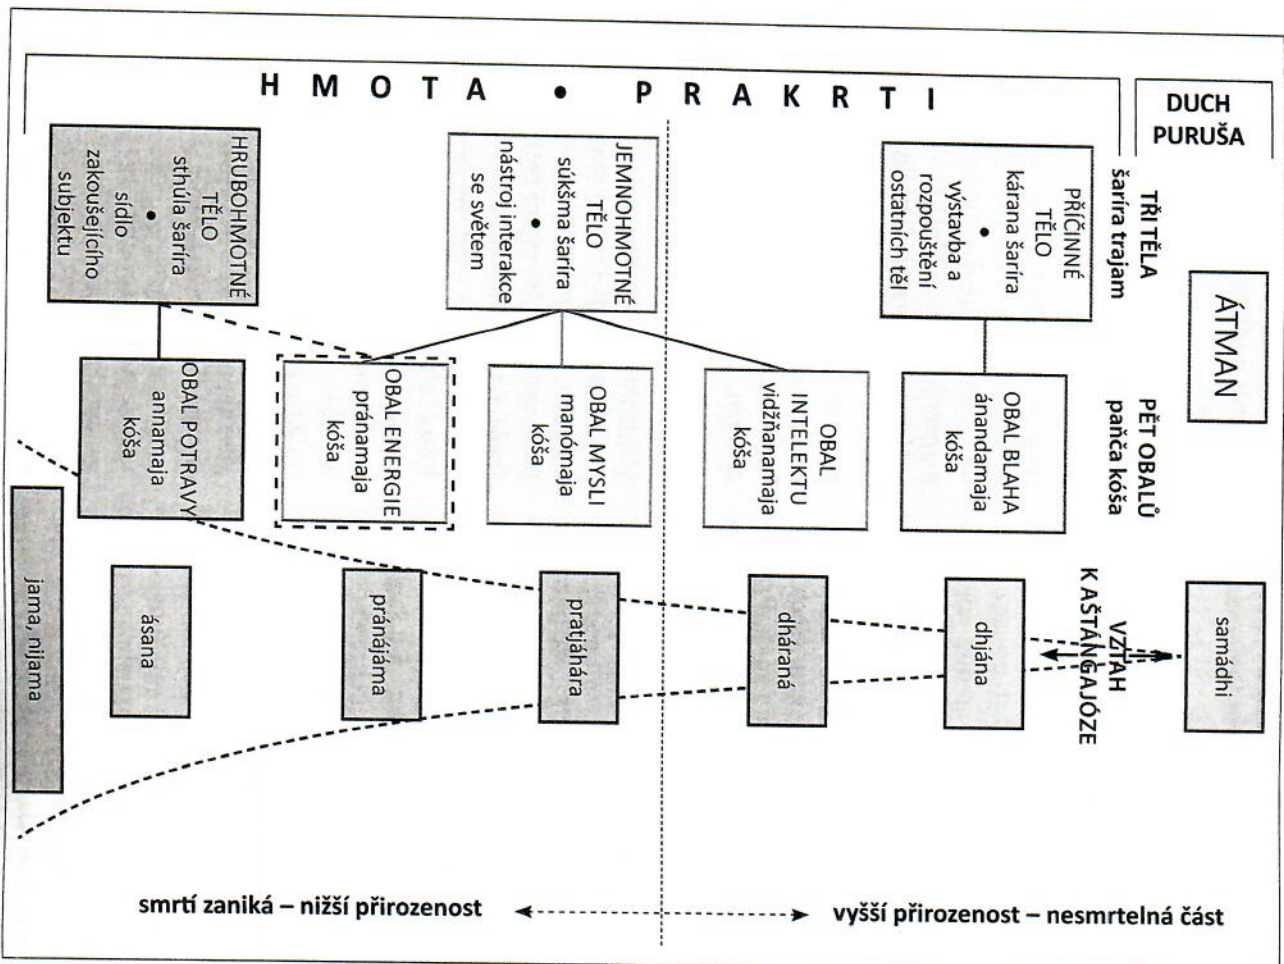 HMOTA • PRAKRTI
DUCH
PURUŠA
TŘI TĚLA
šaríra trajam
HRUBOHMOTNÉ
TĚLO
sthúla šaríra
•
sídlo
zakoušejícího
subjektu
JEMNOHMOTNÉ
TĚLO
súkšma šaríra
•
nástroj interakce
se světem
PŘÍČINNÉ
TĚLO
kárana šaríra
•
výstavba a
rozpouštění
ostatních těl
ÁTMAN
PĚT OBALŮ
paňča kóša
OBAL POTRAVY
annamaja
kóša
OBAL ENERGIE
pránamaja
kóša
OBAL MYSLI
manómaja
kóša
OBAL
INTELEKTU
vidžňanamaja
kóša
OBAL BLAHA
ánandamaja
kóša
VZTAH
K AŠTÁNGAJÓZE
jama, nijama
ásana
pránájáma
pratjáhára
dháraná
dhjána
samádhi
smrtí zaniká – nižší přirozenost
vyšší přirozenost – nesmrtelná část